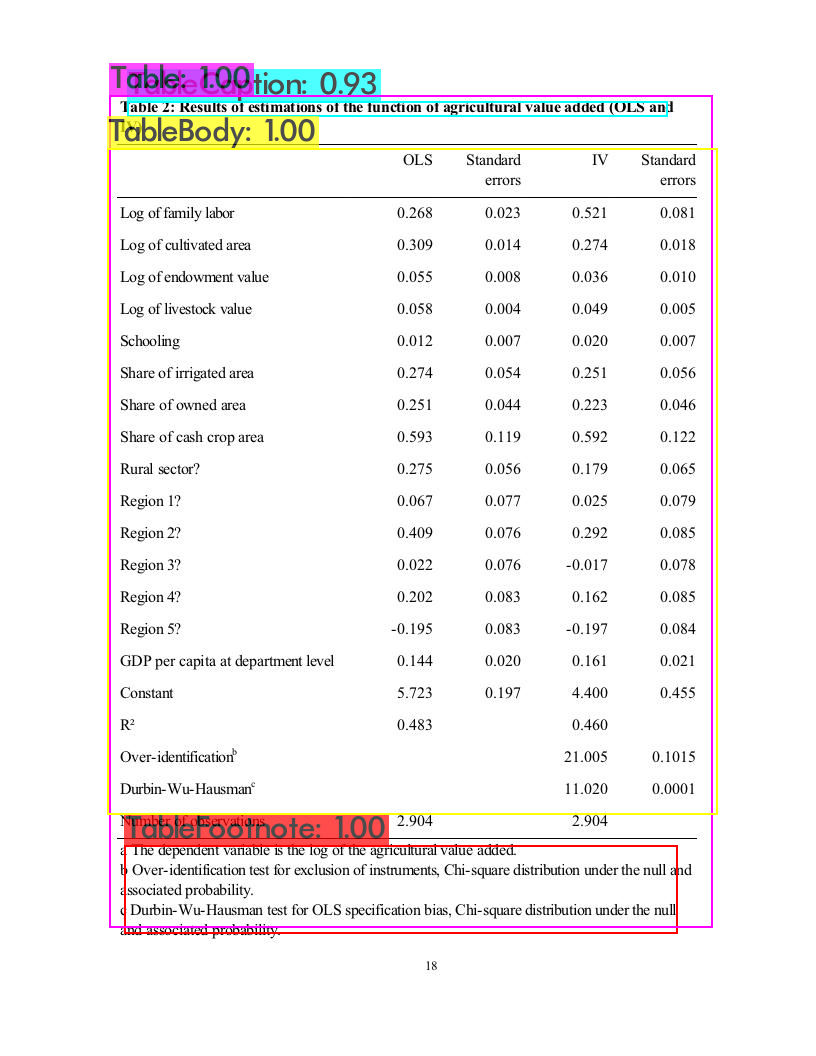 Table: 1.00
TableCaption: 0.93
Table 2: Results of estimations of the function of agricultural value added (OLS and
TableBody: 1.00
OLS Standard errors IV Standard errors
Log of family labor 0.268 0.023 0.521 0.081
Log of cultivated area 0.309 0.014 0.274 0.018
Log of endowment value 0.055 0.008 0.036 0.010
Log of livestock value 0.058 0.004 0.049 0.005
Schooling 0.012 0.007 0.020 0.007
Share of irrigated area 0.274 0.054 0.251 0.056
Share of owned area 0.251 0.044 0.223 0.046
Share of cash crop area 0.593 0.119 0.592 0.122
Rural sector? 0.275 0.056 0.179 0.065
Region 1? 0.067 0.077 0.025 0.079
Region 2? 0.409 0.076 0.292 0.085
Region 3? 0.022 0.076 -0.017 0.078
Region 4? 0.202 0.083 0.162 0.085
Region 5? -0.195 0.083 -0.197 0.084
GDP per capita at department level 0.144 0.020 0.161 0.021
Constant 5.723 0.197 4.400 0.455
R² 0.483 0.460
Over-identificationb 21.005 0.1015
Durbin-Wu-Hausmanc 11.020 0.0001
Number of observations 2.904 2.904
TableFootnote: 1.00
a The dependent variable is the log of the agricultural value added.
b Over-identification test for exclusion of instruments, Chi-square distribution under the null and
associated probability.
c Durbin-Wu-Hausman test for OLS specification bias, Chi-square distribution under the null
and associated probability.
18